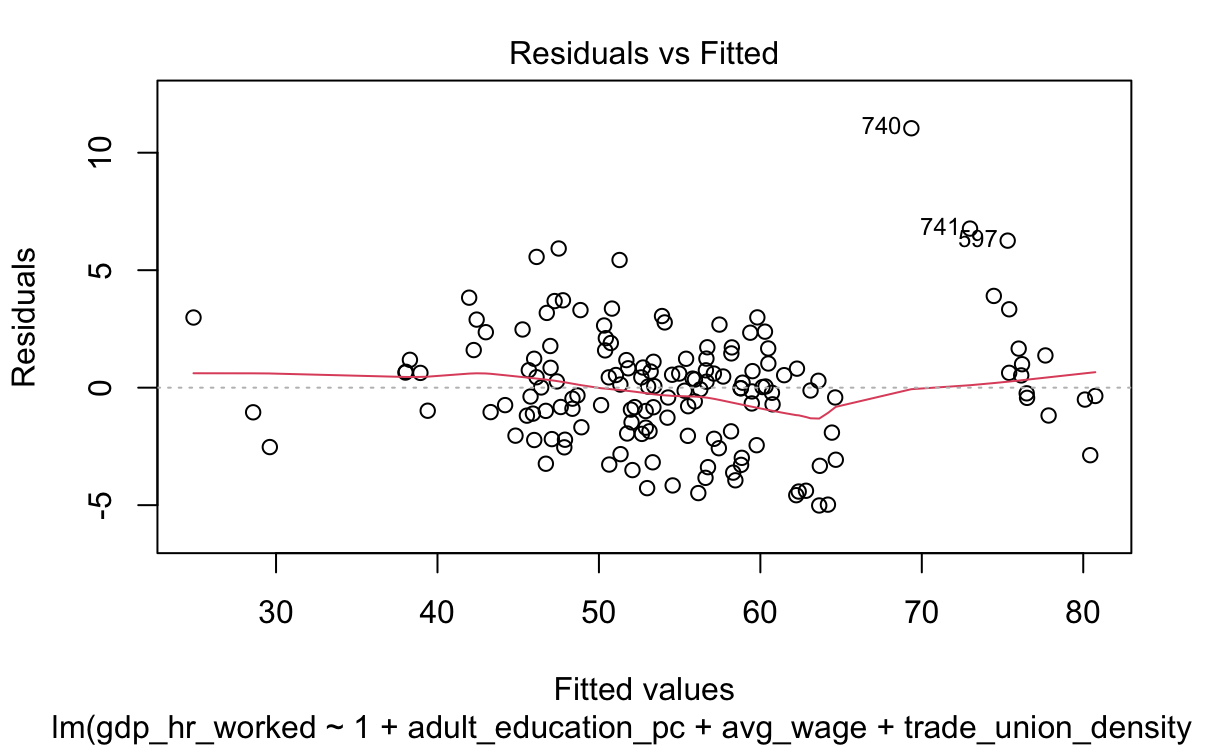 Residuals vs Fitted
Residuals
10
5
0
-5
740
741
597
30 40 50 60 70 80
Fitted values
lm(gdp_hr_worked ~ 1 + adult_education_pc + avg_wage + trade_union_density